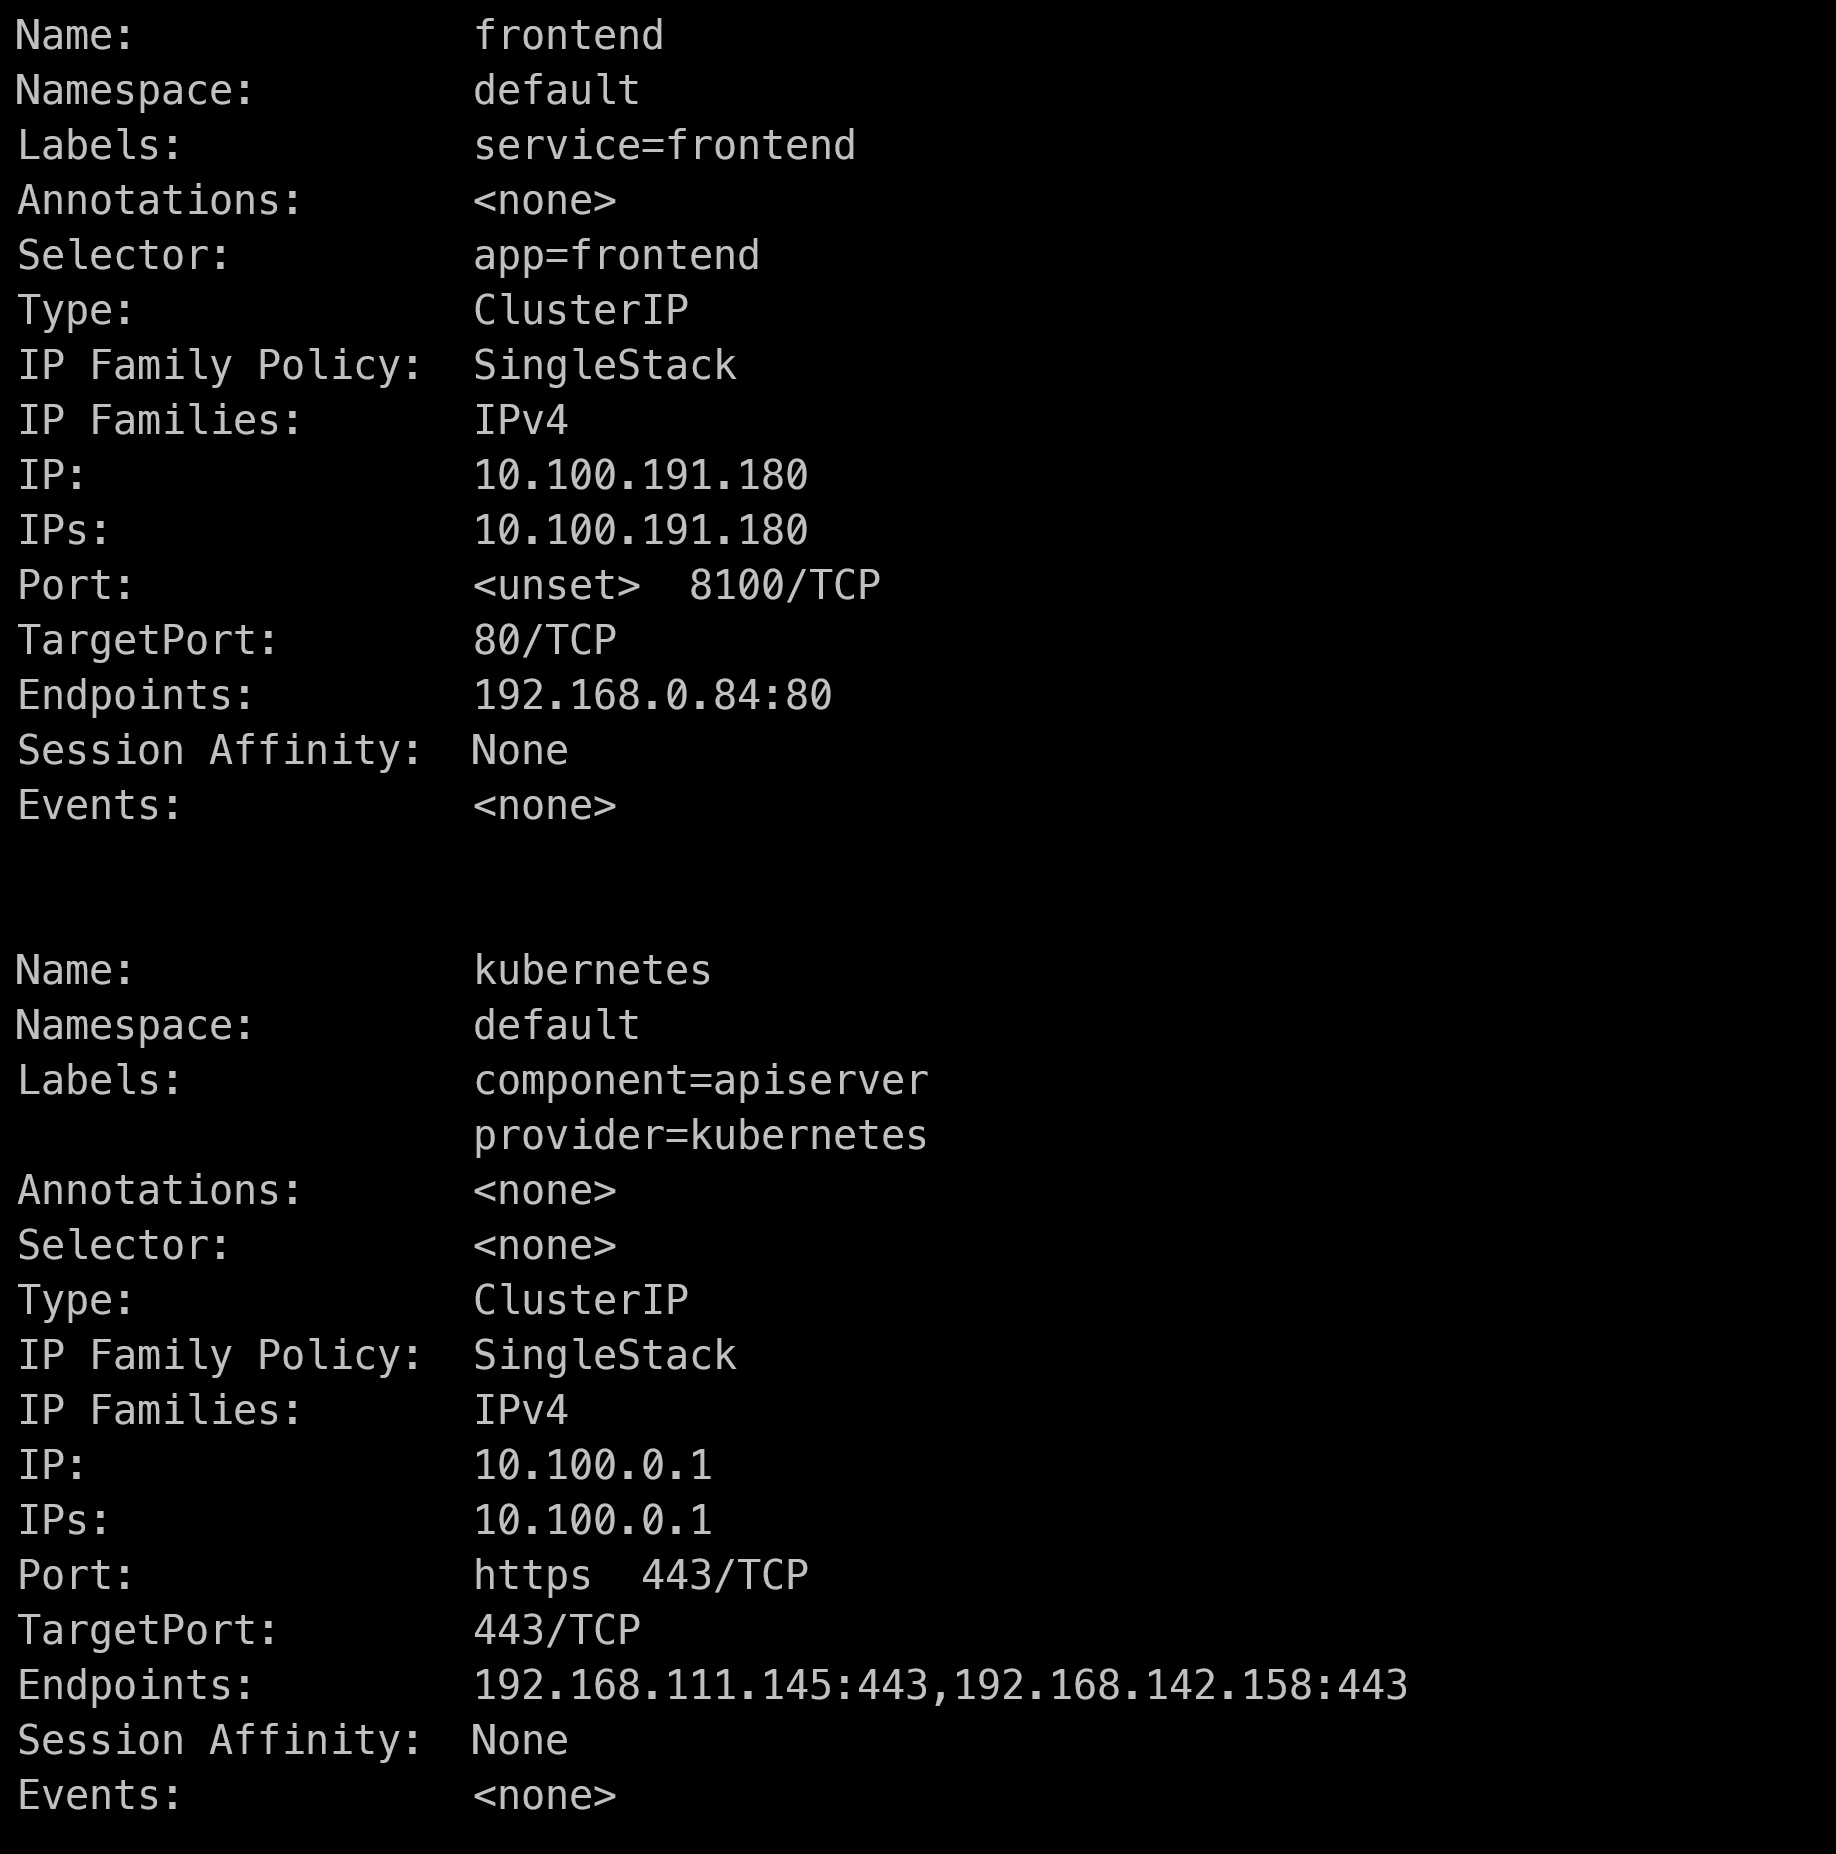 Name:              frontend
Namespace:         default
Labels:            service=frontend
Annotations:       <none>
Selector:          app=frontend
Type:              ClusterIP
IP Family Policy:  SingleStack
IP Families:       IPv4
IP:                10.100.191.180
IPs:               10.100.191.180
Port:              <unset>  8100/TCP
TargetPort:        80/TCP
Endpoints:         192.168.0.84:80
Session Affinity:  None
Events:            <none>

Name:              kubernetes
Namespace:         default
Labels:            component=apiserver
                   provider=kubernetes
Annotations:       <none>
Selector:          <none>
Type:              ClusterIP
IP Family Policy:  SingleStack
IP Families:       IPv4
IP:                10.100.0.1
IPs:               10.100.0.1
Port:              https  443/TCP
TargetPort:        443/TCP
Endpoints:         192.168.111.145:443,192.168.142.158:443
Session Affinity:  None
Events:            <none>